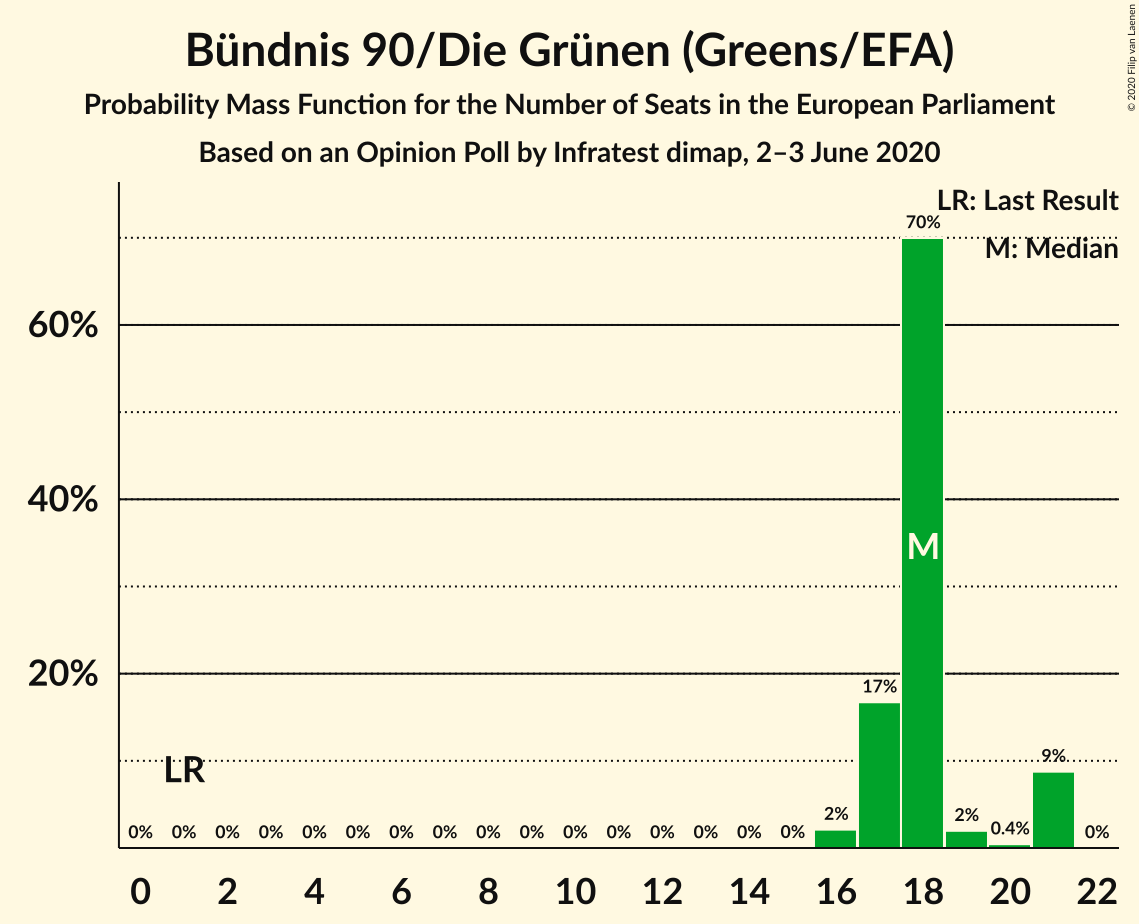 Bündnis 90/Die Grünen (Greens/EFA)
Probability Mass Function for the Number of Seats in the European Parliament
Based on an Opinion Poll by Infratest dimap, 2–3 June 2020
© 2020 Filip van Laenen
LR: Last Result
70%
M: Median
60%
40%
M
20%
17%
LR
9%
0% 0% 0% 0% 0% 0% 0% 0% 0% 0% 0% 0% 0% 0% 0% 0% 2% 2% 0.4% 0%
0 2 4 6 8 10 12 14 16 18 20 22